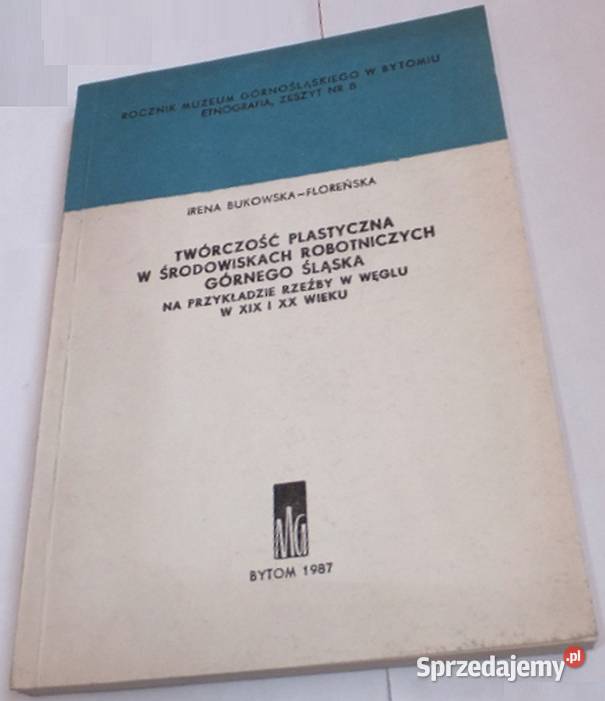 ROCZNIK MUZEUM GÓRNOŚLĄSKIEGO W BYTOMIU
ETNOGRAFIA, ZESZYT NR 8
IRENA BUKOWSKA-FLOREŃSKA
TWÓRCZOŚĆ PLASTYCZNA
W ŚRODOWISKACH ROBOTNICZYCH
GÓRNEGO ŚLĄSKA
NA PRZYKŁADZIE RZEŹBY W WĘGLU
W XIX I XX WIEKU
MG
BYTOM 1987
Sprzedajemy.pl